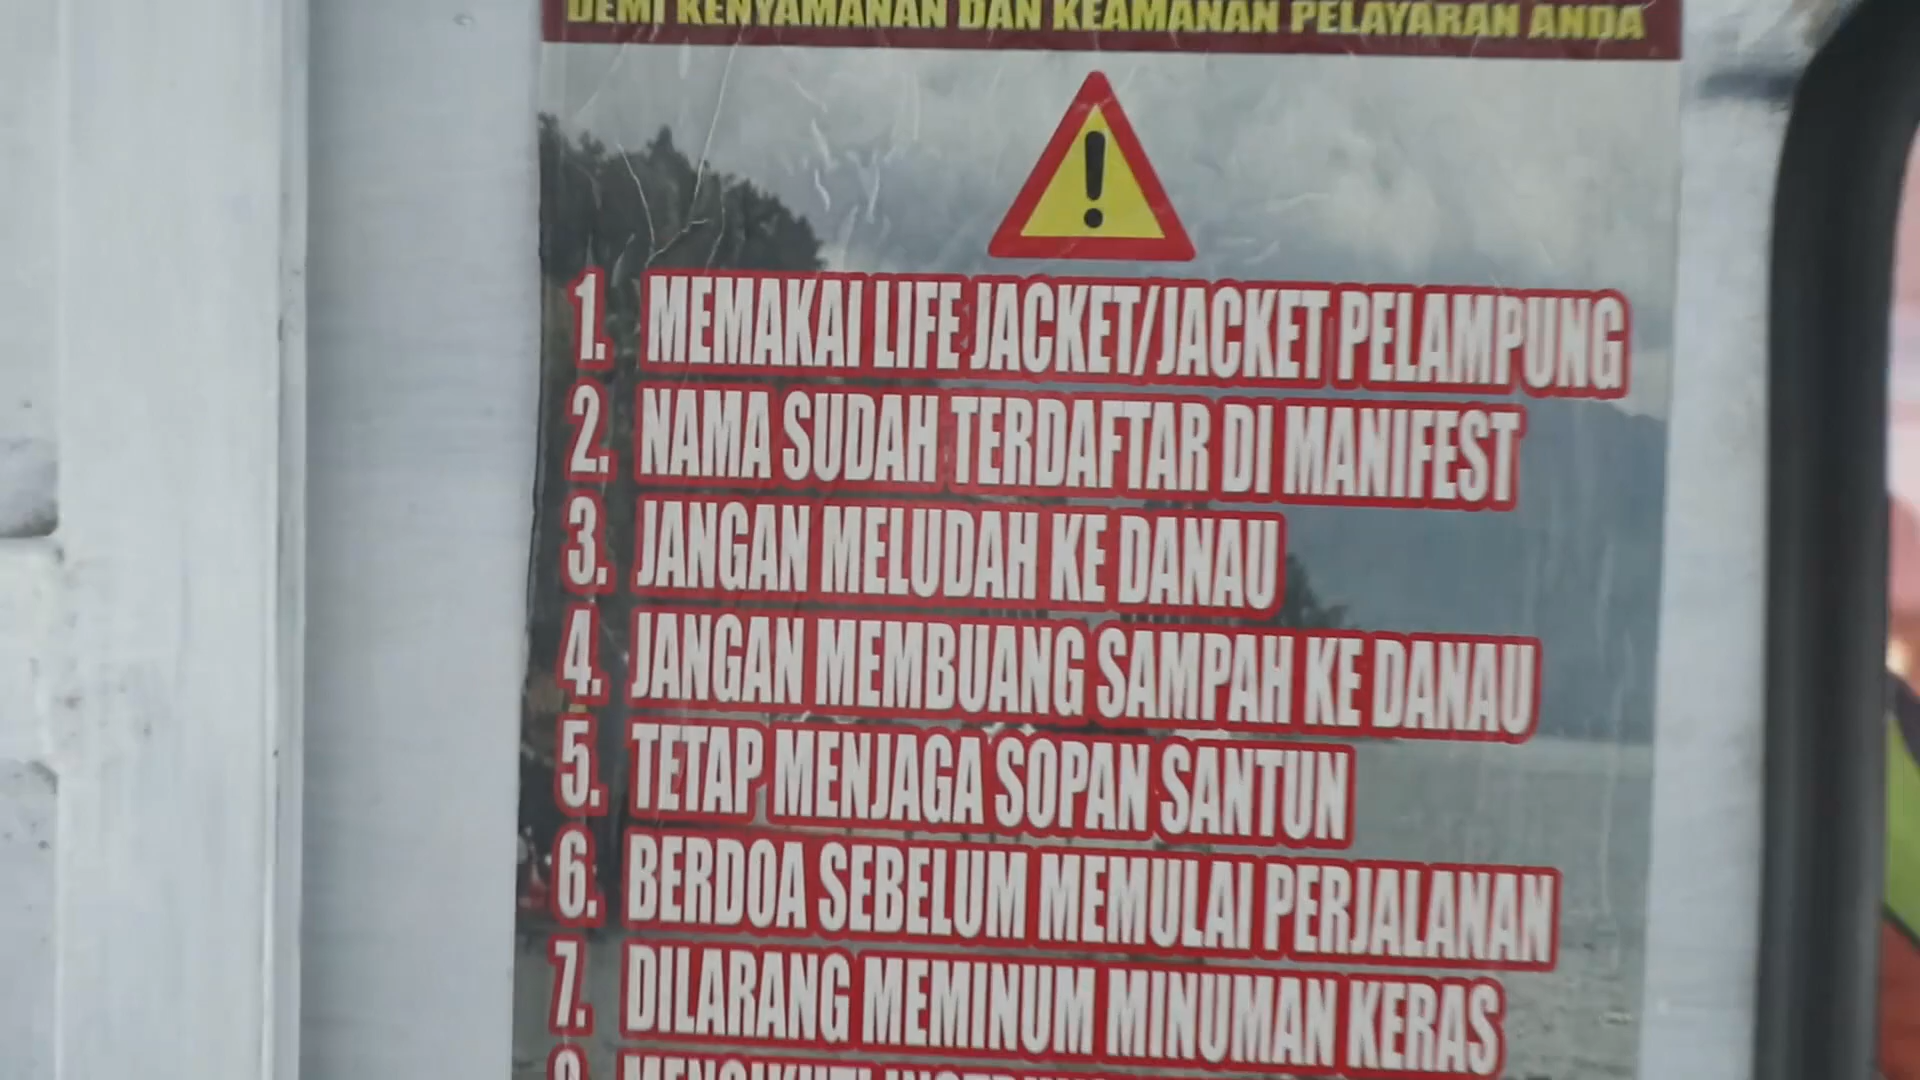 DEMI KENYAMANAN DAN KEAMANAN PELAYARAN ANDA
1. MEMAKAI LIFE JACKET/JACKET PELAMPUNG
2. NAMA SUDAH TERDAFTAR DI MANIFEST
3. JANGAN MELUDAH KE DANAU
4. JANGAN MEMBUANG SAMPAH KE DANAU
5. TETAP MENJAGA SOPAN SANTUN
6. BERDOA SEBELUM MEMULAI PERJALANAN
7. DILARANG MEMINUM MINUMAN KERAS
MENGIKUTI